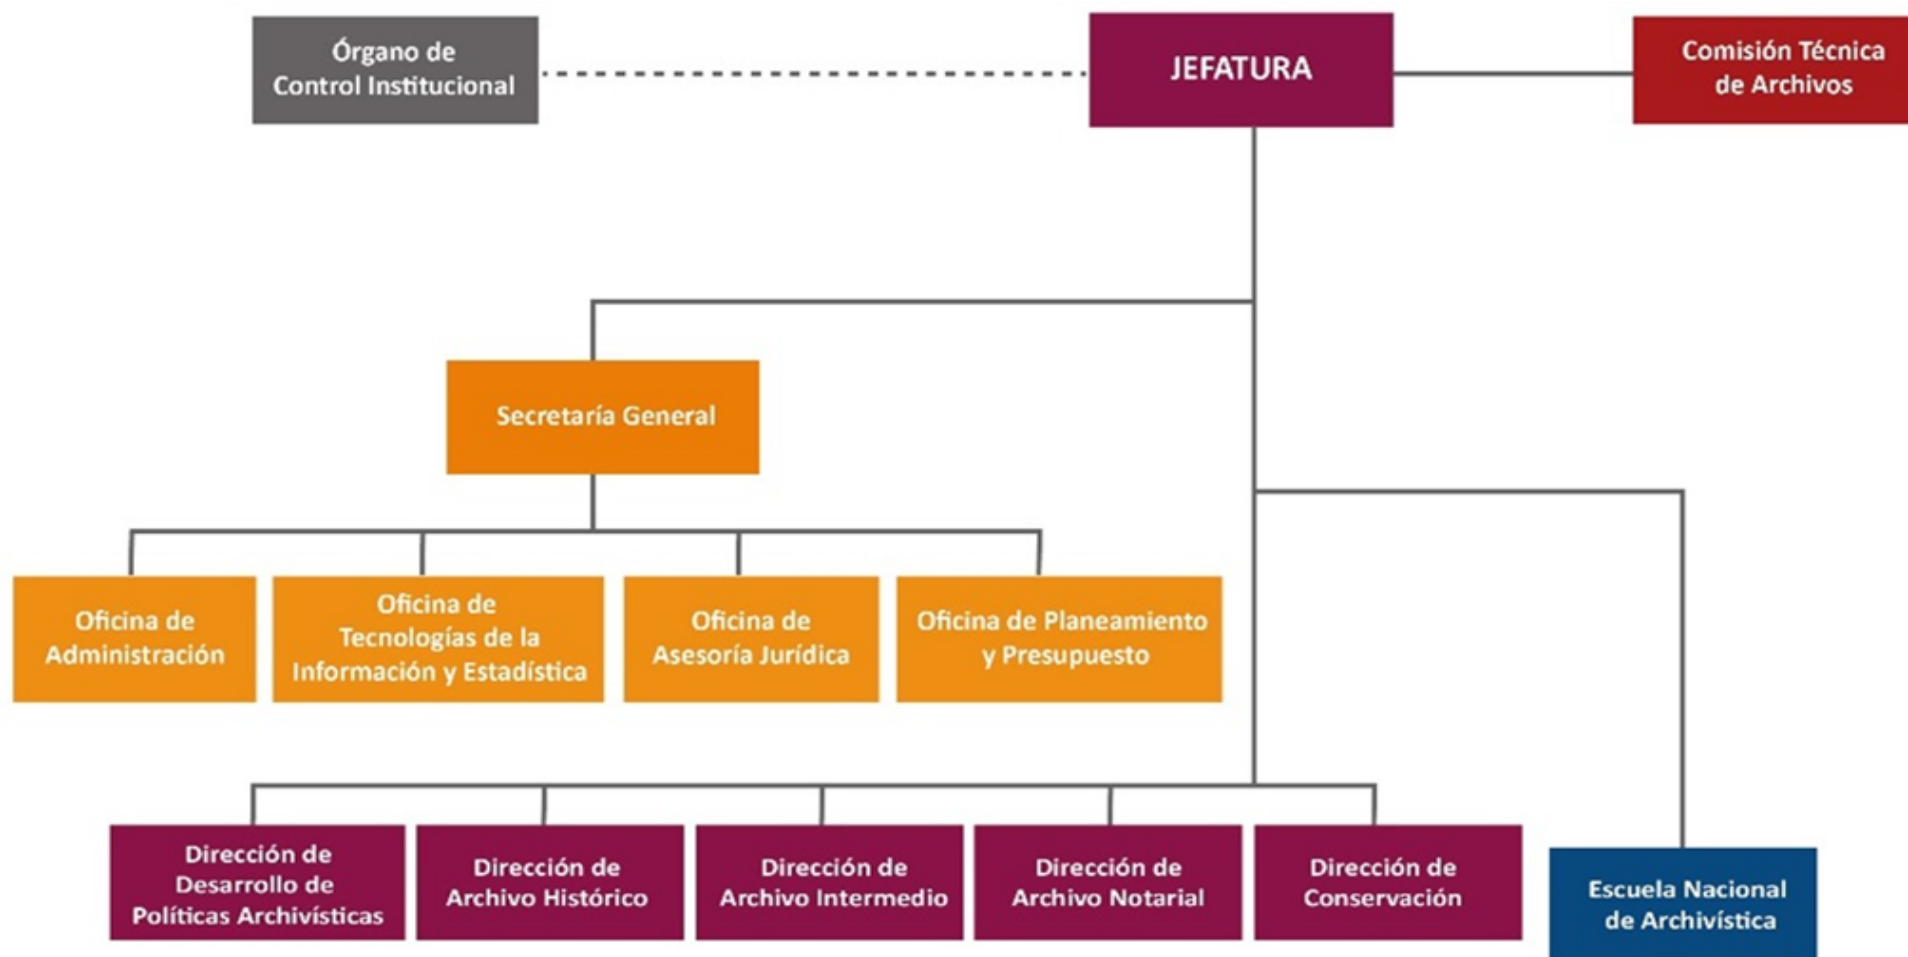 Órgano de
Control Institucional
JEFATURA
Comisión Técnica
de Archivos
Secretaría General
Oficina de
Administración
Oficina de
Tecnologías de la
Información y Estadística
Oficina de
Asesoría Jurídica
Oficina de Planeamiento
y Presupuesto
Dirección de
Desarrollo de
Políticas Archivísticas
Dirección de
Archivo Histórico
Dirección de
Archivo Intermedio
Dirección de
Archivo Notarial
Dirección de
Conservación
Escuela Nacional
de Archivística